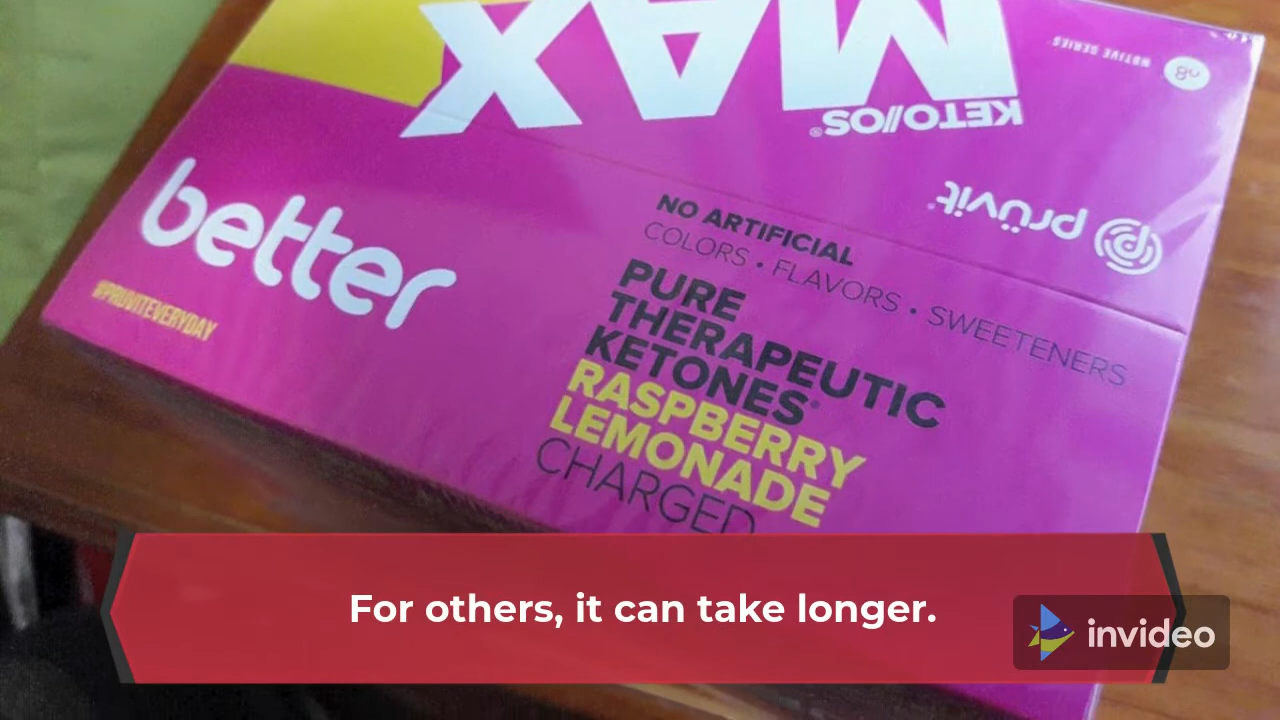 MAX
KETO//OS®
NATIVE SERIES
n8
prüvit®
better
#PRUVITEVERYDAY
NO ARTIFICIAL
COLORS • FLAVORS • SWEETENERS
PURE
THERAPEUTIC
KETONES®
RASPBERRY
LEMONADE
CHARGED
For others, it can take longer.
invideo